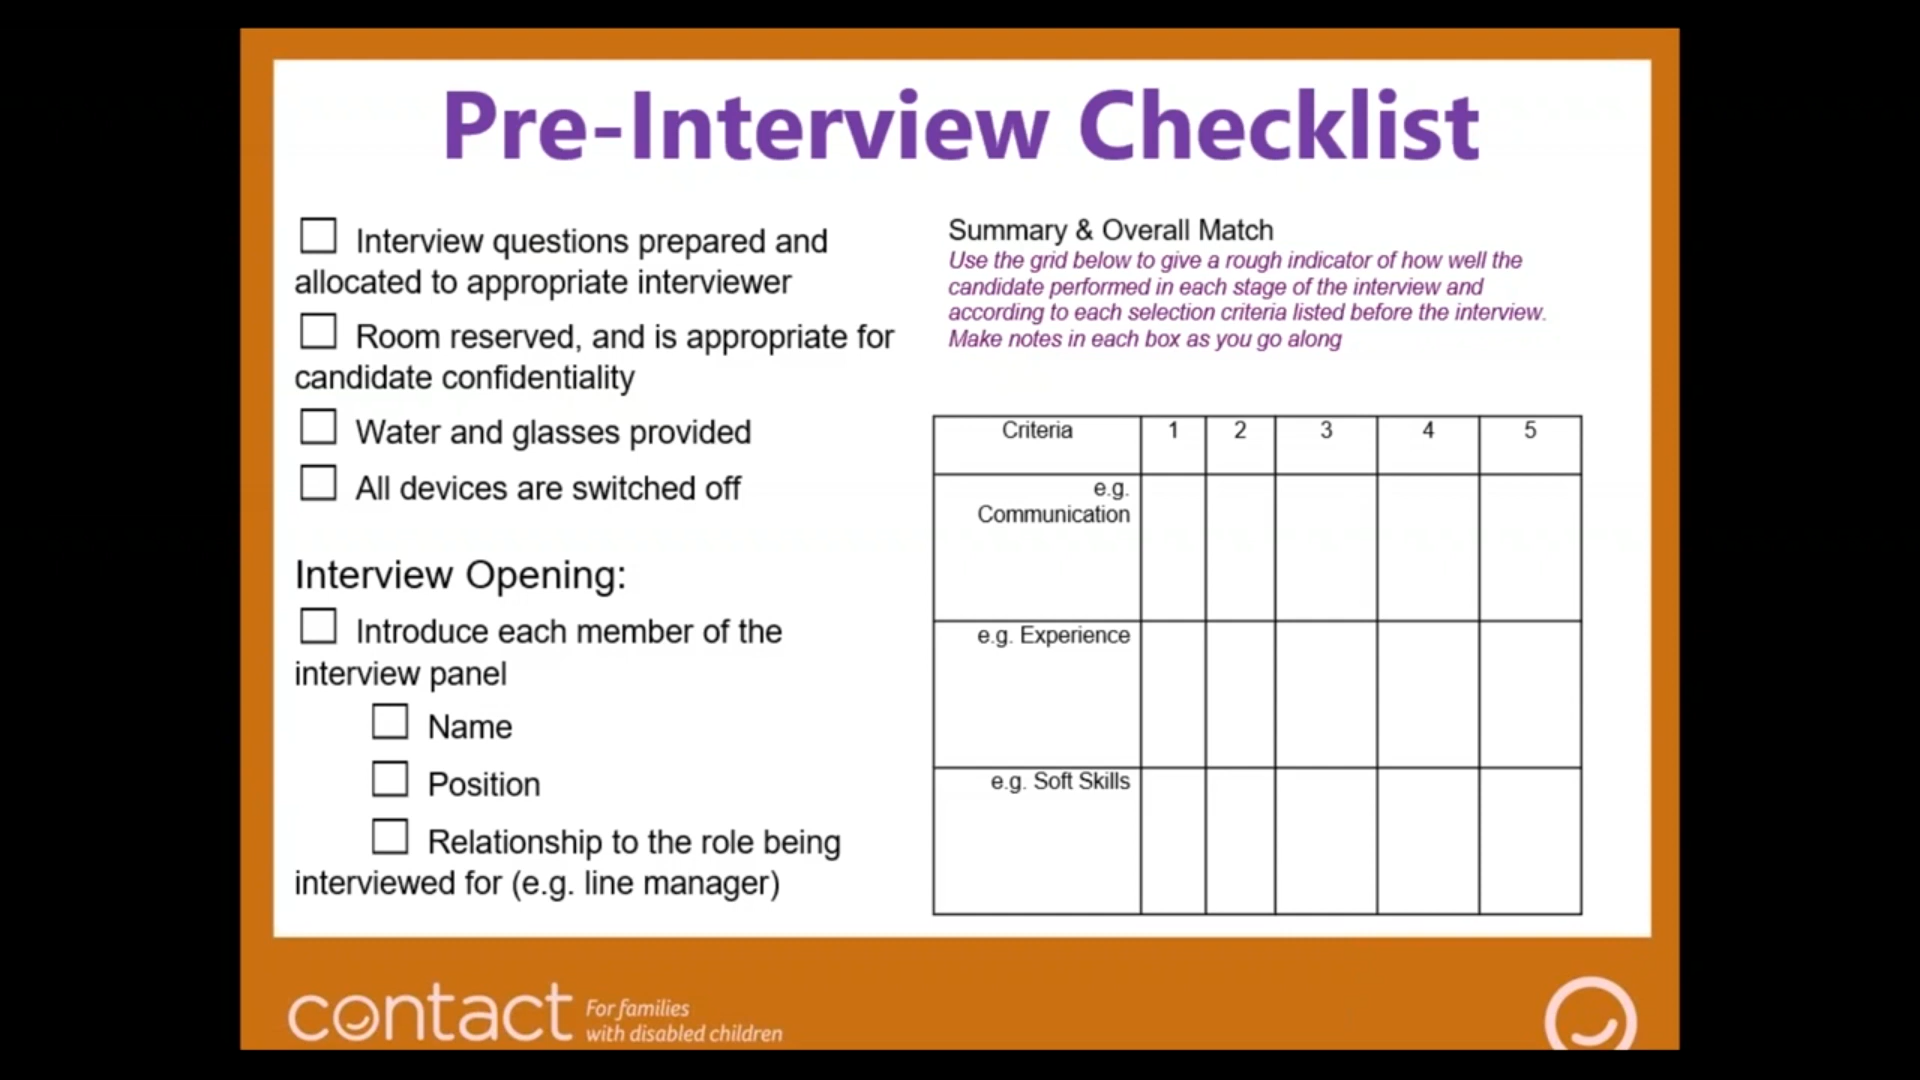 Pre-Interview Checklist
Interview questions prepared and
allocated to appropriate interviewer
Room reserved, and is appropriate for
candidate confidentiality
Water and glasses provided
All devices are switched off
Interview Opening:
Introduce each member of the
interview panel
Name
Position
Relationship to the role being
interviewed for (e.g. line manager)
Summary & Overall Match
Use the grid below to give a rough indicator of how well the
candidate performed in each stage of the interview and
according to each selection criteria listed before the interview.
Make notes in each box as you go along
Criteria 1 2 3 4 5
e.g.
Communication
e.g. Experience
e.g. Soft Skills
contact
For families
with disabled children